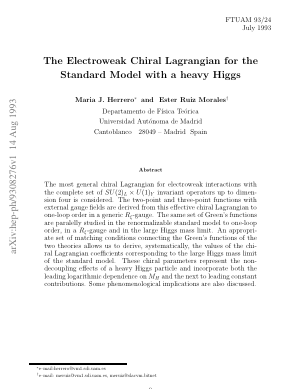 FTUAM 93/24
July 1993
The Electroweak Chiral Lagrangian for the
Standard Model with a heavy Higgs
Maria J. Herrero* and Ester Ruiz Morales†
Departamento de Física Teórica
Universidad Autónoma de Madrid
Cantoblanco 28049 – Madrid Spain
Abstract
The most general chiral Lagrangian for electroweak interactions with
the complete set of SU(2)L × U(1)Y invariant operators up to dimen-
sion four is considered. The two-point and three-point functions with
external gauge fields are derived from this effective chiral Lagrangian to
one-loop order in a generic Rξ-gauge. The same set of Green's functions
are paralelly studied in the renormalizable standard model to one-loop
order, in a Rξ-gauge and in the large Higgs mass limit. An appropri-
ate set of matching conditions connecting the Green's functions of the
two theories allows us to derive, systematically, the values of the chi-
ral Lagrangian coefficients corresponding to the large Higgs mass limit
of the standard model. These chiral parameters represent the non-
decoupling effects of a heavy Higgs particle and incorporate both the
leading logarithmic dependence on MH and the next to leading constant
contributions. Some phenomenological implications are also discussed.
*e-mail:herrero@vm1.sdi.uam.es
arXiv:hep-ph/9308276v1 14 Aug 1993